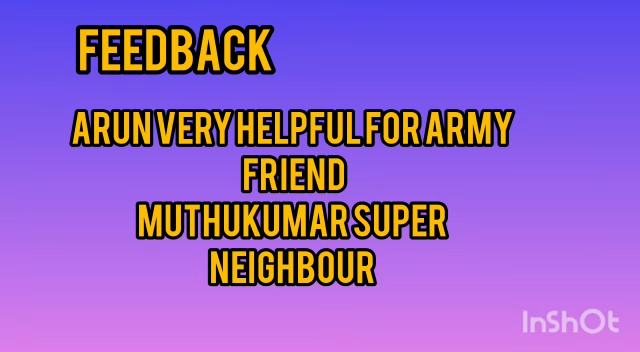 FEEDBACK
ARUN VERY HELPFUL FOR ARMY
FRIEND
MUTHUKUMAR SUPER
NEIGHBOUR
InShOt